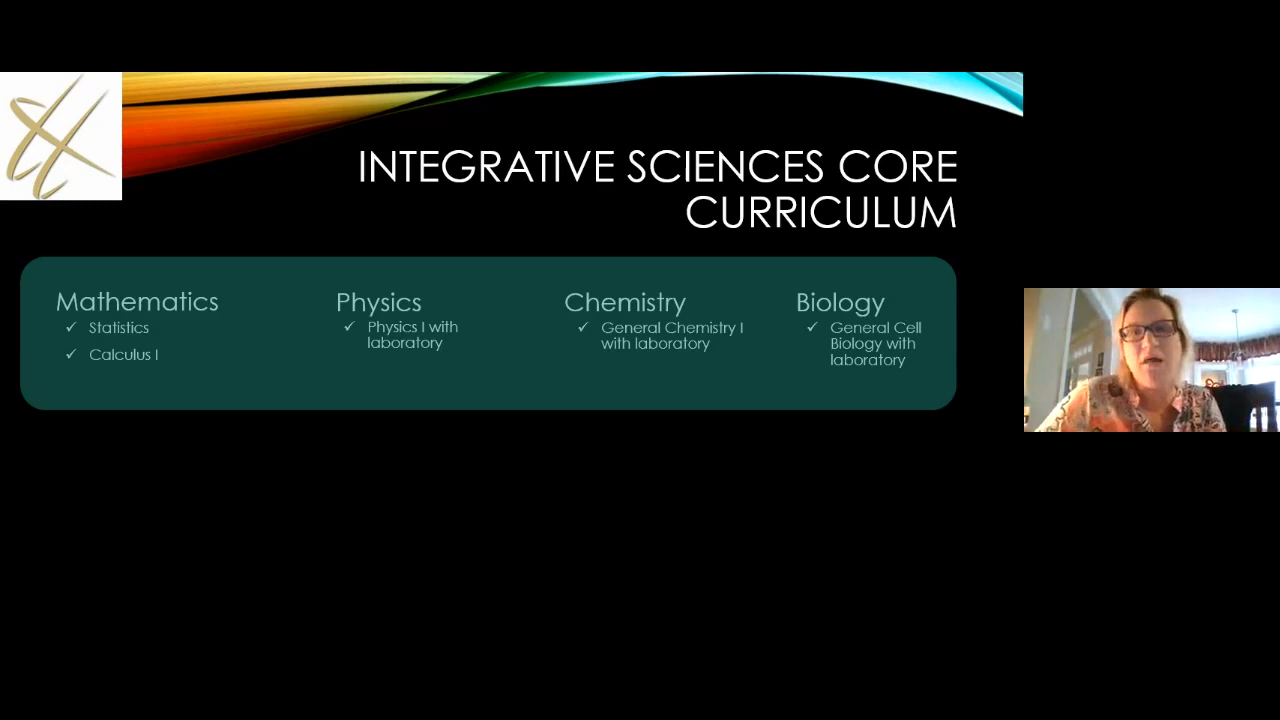 INTEGRATIVE SCIENCES CORE
CURRICULUM
Mathematics
Statistics
Calculus I
Physics
Physics I with
laboratory
Chemistry
General Chemistry I
with laboratory
Biology
General Cell
Biology with
laboratory